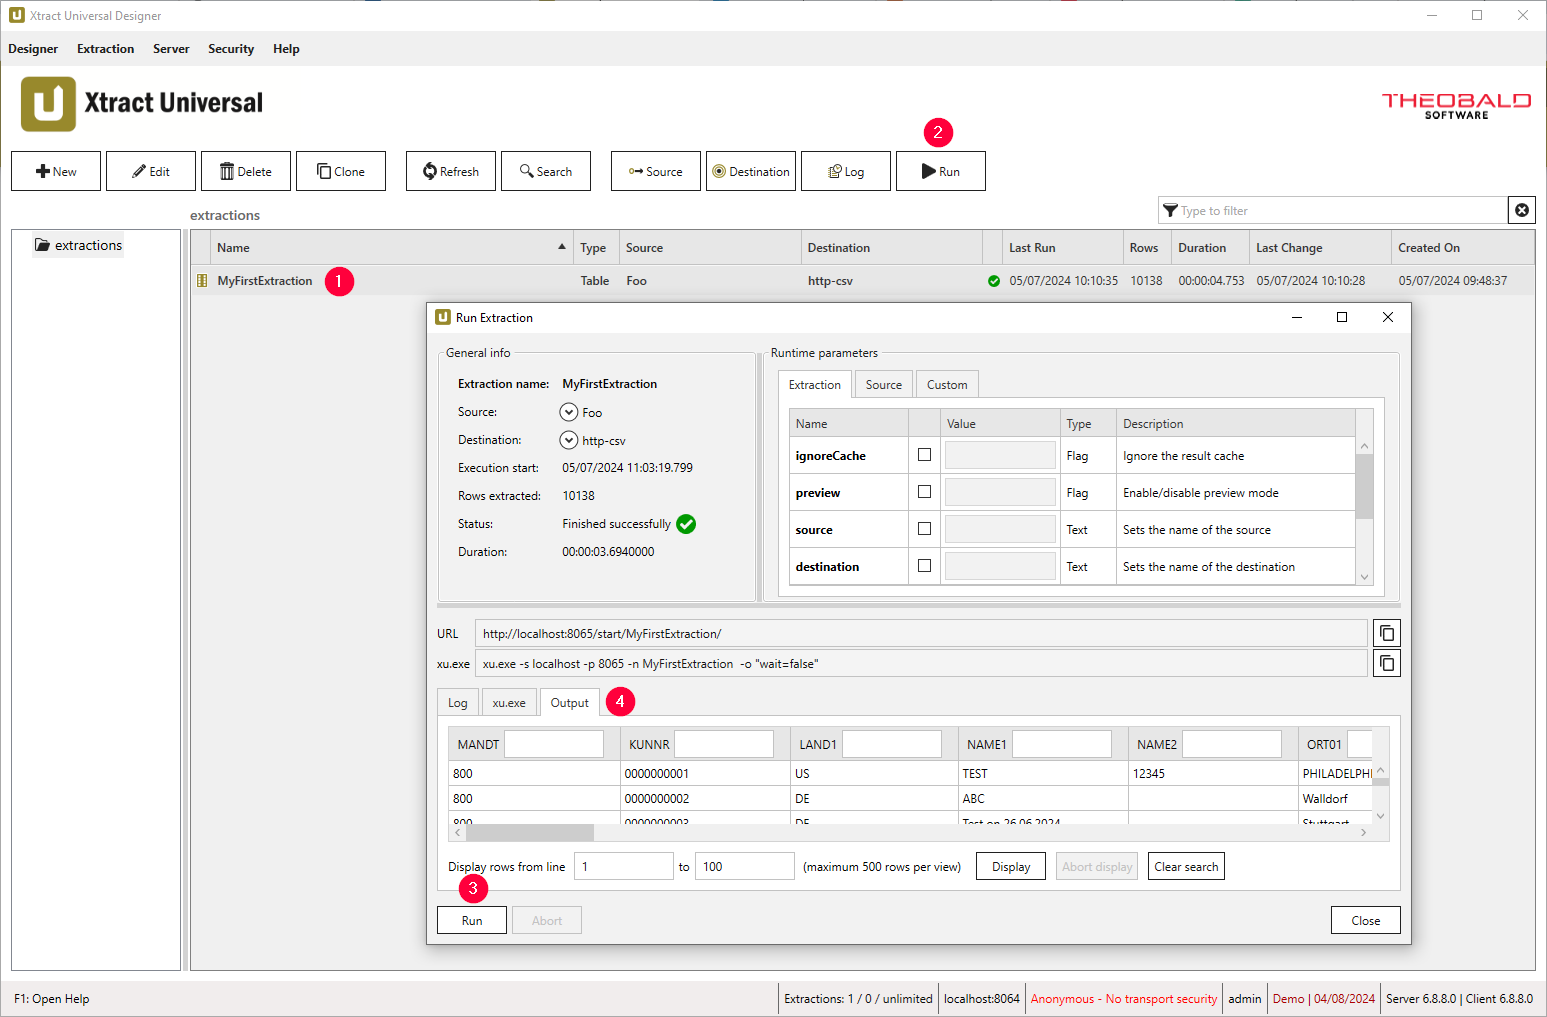 Xtract Universal Designer
Designer Extraction Server Security Help
Xtract Universal
THEOBALD
SOFTWARE
2
New Edit Delete Clone Refresh Search Source Destination Log Run
extractions
Type to filter
extractions
Name Type Source Destination Last Run Rows Duration Last Change Created On
MyFirstExtraction 1 Table Foo http-csv 05/07/2024 10:10:35 10138 00:00:04.753 05/07/2024 10:10:28 05/07/2024 09:48:37
Run Extraction
General info
Extraction name: MyFirstExtraction
Source: Foo
Destination: http-csv
Execution start: 05/07/2024 11:03:19.799
Rows extracted: 10138
Status: Finished successfully
Duration: 00:00:03.6940000
Runtime parameters
Extraction Source Custom
Name Value Type Description
ignoreCache Flag Ignore the result cache
preview Flag Enable/disable preview mode
source Text Sets the name of the source
destination Text Sets the name of the destination
URL http://localhost:8065/start/MyFirstExtraction/
xu.exe xu.exe -s localhost -p 8065 -n MyFirstExtraction -o "wait=false"
Log xu.exe Output 4
MANDT KUNNR LAND1 NAME1 NAME2 ORT01
800 0000000001 US TEST 12345 PHILADELPHI
800 0000000002 DE ABC Walldorf
800 0000000003 DE Test on 26.06.2024 Stuttgart
Display rows from line 1 to 100 (maximum 500 rows per view) Display Abort display Clear search
3
Run Abort Close
F1: Open Help Extractions: 1 / 0 / unlimited localhost:8064 Anonymous - No transport security admin Demo | 04/08/2024 Server 6.8.8.0 | Client 6.8.8.0